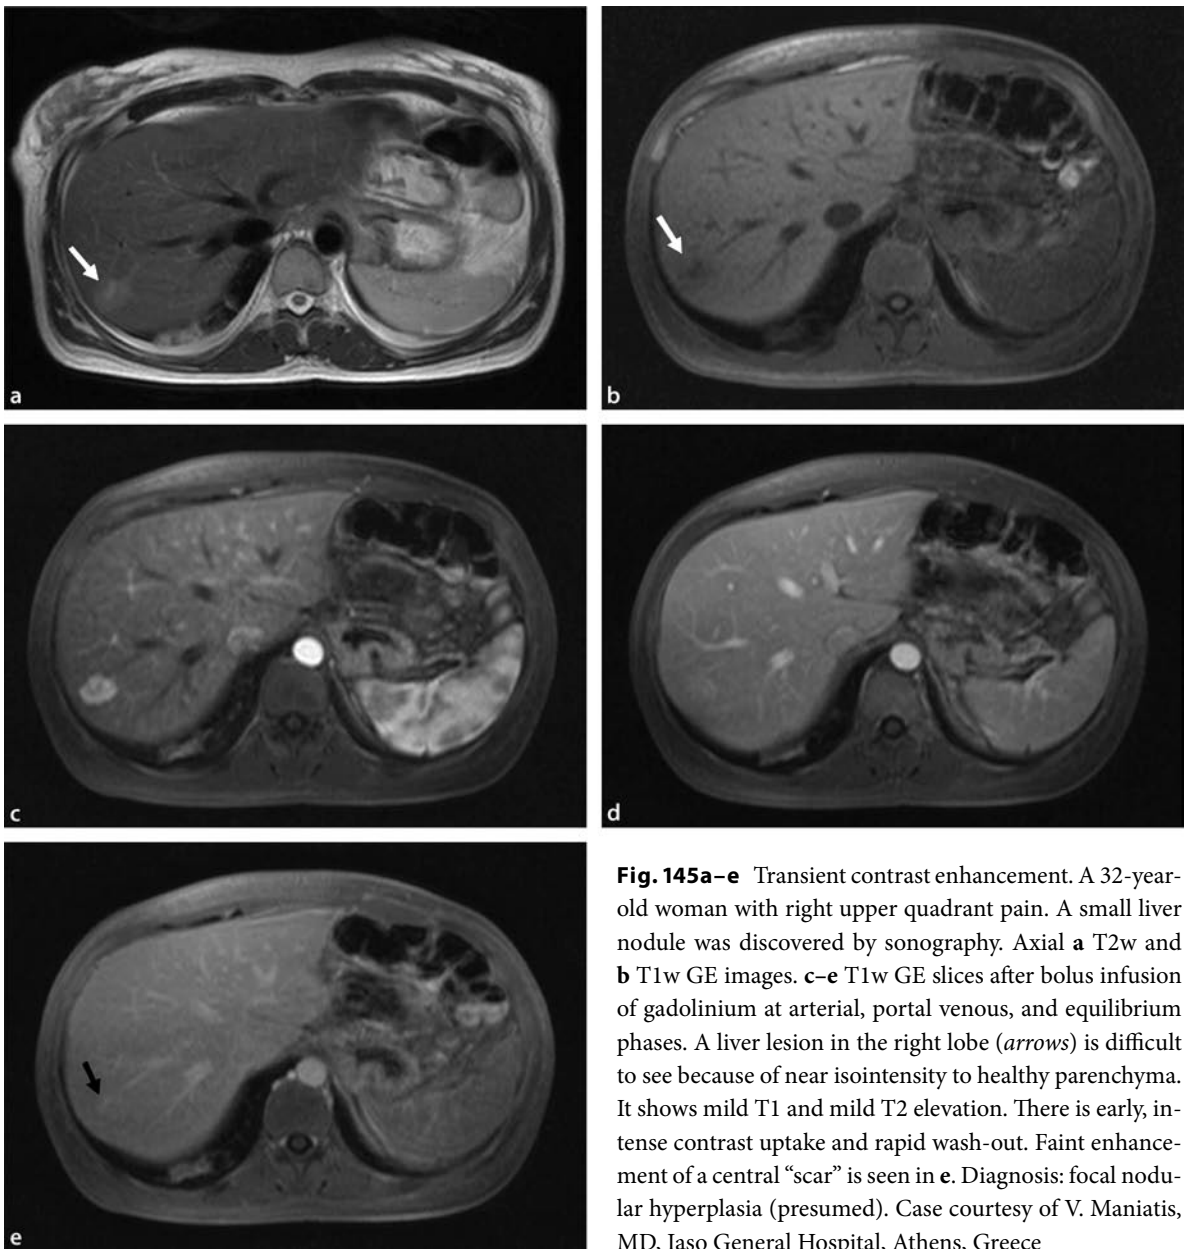 a
b
c
d
e
Fig. 145a–e Transient contrast enhancement. A 32-year-
old woman with right upper quadrant pain. A small liver
nodule was discovered by sonography. Axial a T2w and
b T1w GE images. c–e T1w GE slices after bolus infusion
of gadolinium at arterial, portal venous, and equilibrium
phases. A liver lesion in the right lobe (arrows) is difficult
to see because of near isointensity to healthy parenchyma.
It shows mild T1 and mild T2 elevation. There is early, in-
tense contrast uptake and rapid wash-out. Faint enhance-
ment of a central “scar” is seen in e. Diagnosis: focal nodu-
lar hyperplasia (presumed). Case courtesy of V. Maniatis,
MD, Iaso General Hospital, Athens, Greece